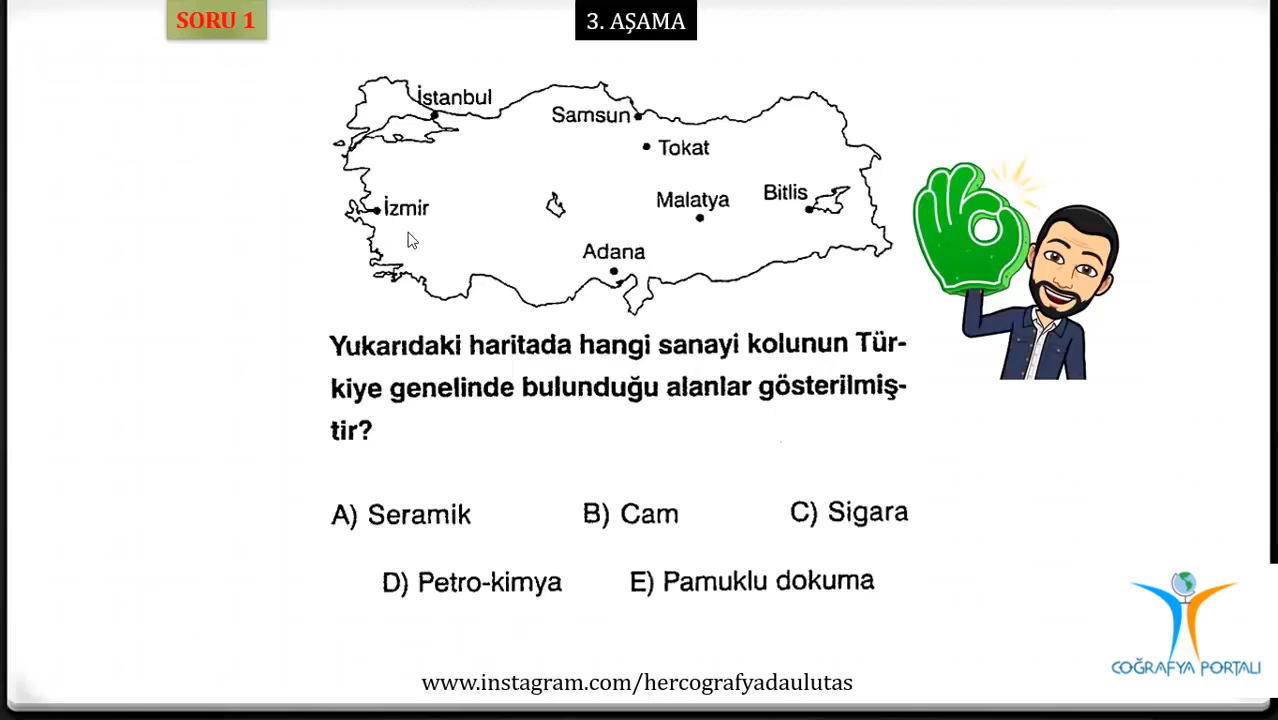 SORU 1
3. AŞAMA
İstanbul
Samsun
Tokat
Bitlis
Malatya
İzmir
Adana
Yukarıdaki haritada hangi sanayi kolunun Tür-
kiye genelinde bulunduğu alanlar gösterilmiş-
tir?
A) Seramik B) Cam C) Sigara
D) Petro-kimya E) Pamuklu dokuma
COĞRAFYA PORTALI
www.instagram.com/hercografyadaulutas